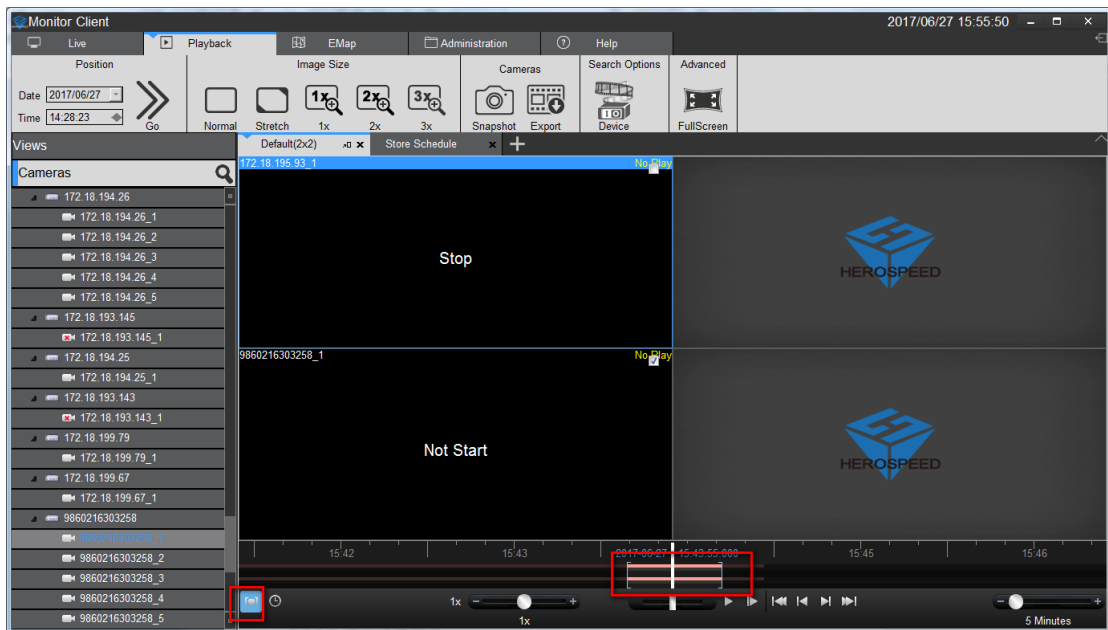 Monitor Client 2017/06/27 15:55:50
Live Playback EMap Administration Help
Position Image Size Cameras Search Options Advanced
Date 2017/06/27
Time 14:28:23
Go Normal Stretch 1x 2x 3x Snapshot Export Device FullScreen
Views Default(2x2) Store Schedule
Cameras
172.18.195.93_1 No Play
172.18.194.26
172.18.194.26_1
172.18.194.26_2
172.18.194.26_3
172.18.194.26_4
172.18.194.26_5
Stop
HEROSPEED
172.18.193.145
172.18.193.145_1
172.18.194.25
172.18.194.25_1
9860216303258_1 No Play
172.18.193.143
172.18.193.143_1
172.18.199.79
172.18.199.79_1
Not Start
HEROSPEED
172.18.199.67
172.18.199.67_1
9860216303258
9860216303258_2
9860216303258_3
9860216303258_4
9860216303258_5
15:42 15:43 2017-06-27 15:43:55.000 15:45 15:46
1x
1x
5 Minutes